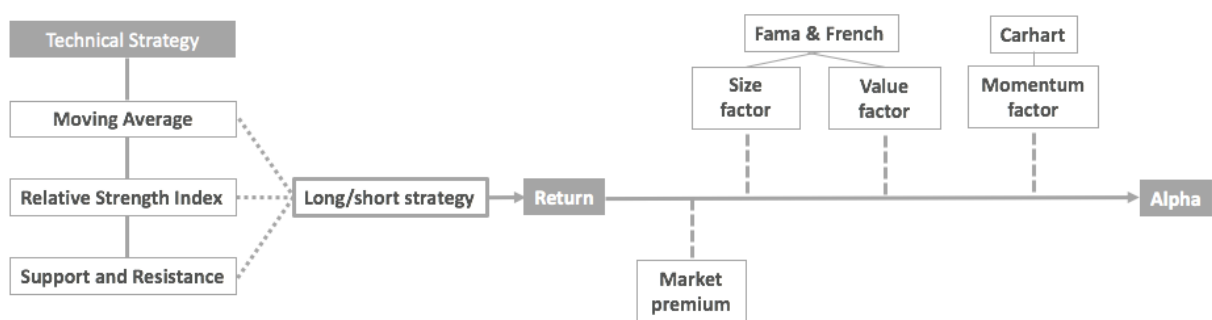 Technical Strategy
Moving Average
Relative Strength Index
Support and Resistance
Long/short strategy
Return
Fama & French
Size
factor
Value
factor
Carhart
Momentum
factor
Market
premium
Alpha